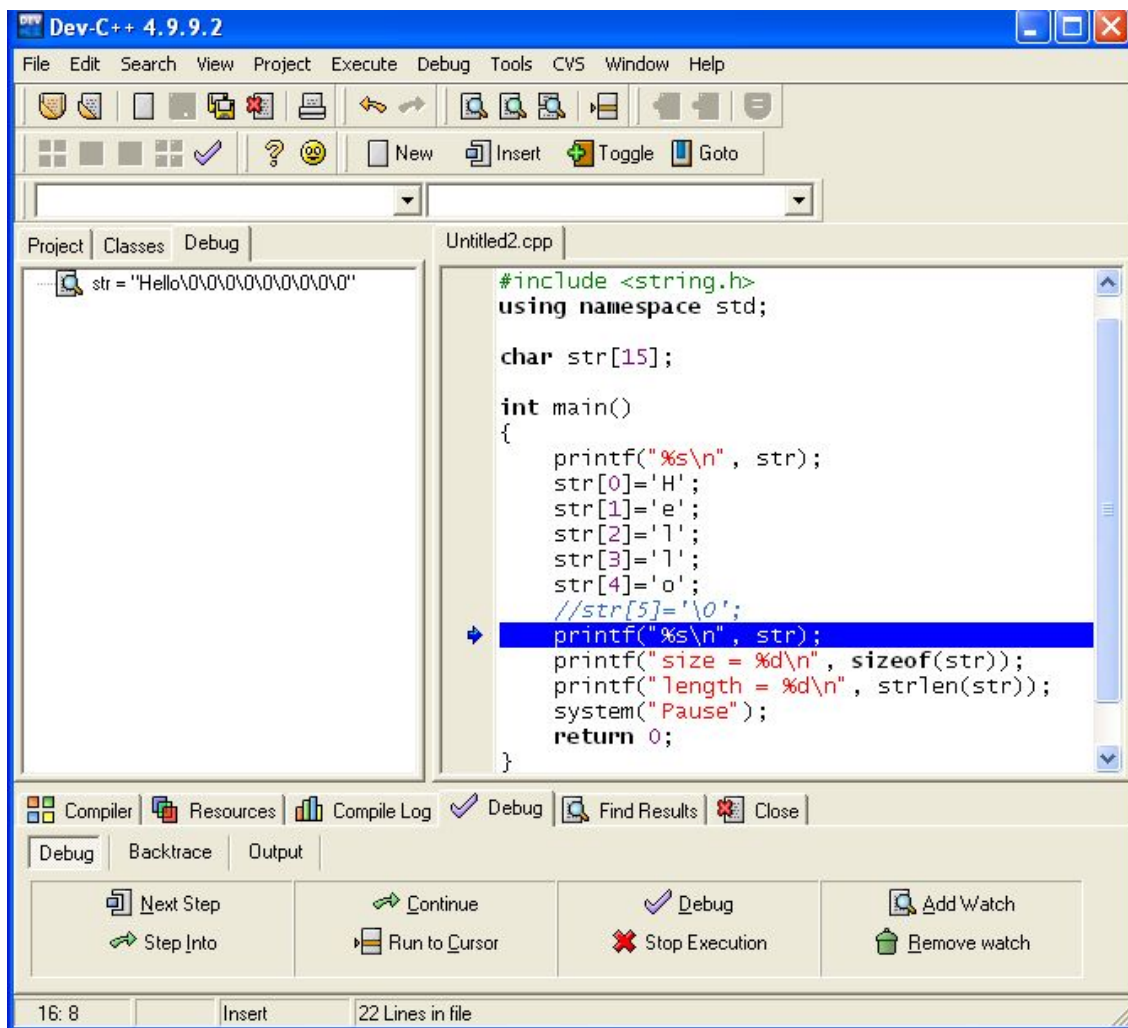 Dev-C++ 4.9.9.2
File Edit Search View Project Execute Debug Tools CVS Window Help
New Insert Toggle Goto
Project Classes Debug
Untitled2.cpp
str = "Hello\0\0\0\0\0\0\0\0\0"
#include <string.h>
using namespace std;
char str[15];
int main()
{
printf("%s\n", str);
str[0]='H';
str[1]='e';
str[2]='l';
str[3]='l';
str[4]='o';
//str[5]='\0';
printf("%s\n", str);
printf("size = %d\n", sizeof(str));
printf("length = %d\n", strlen(str));
system("Pause");
return 0;
}
Compiler Resources Compile Log Debug Find Results Close
Debug Backtrace Output
Next Step Continue Debug Add Watch
Step Into Run to Cursor Stop Execution Remove watch
16: 8 Insert 22 Lines in file